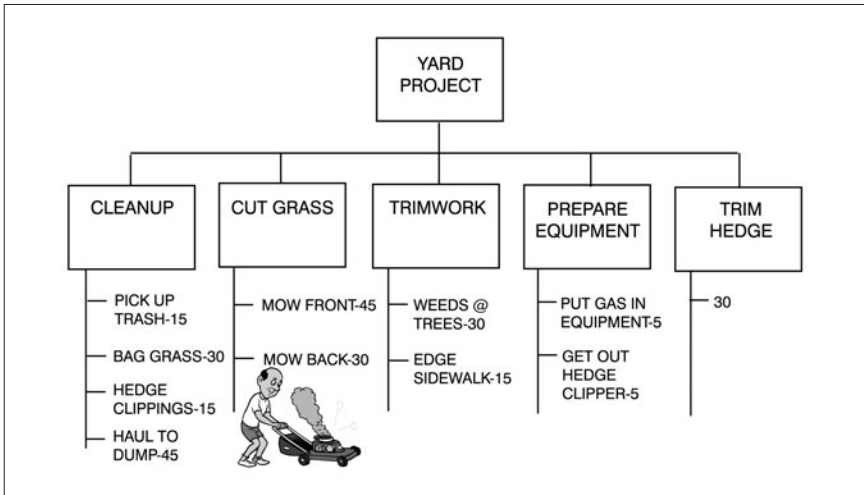 YARD
PROJECT
CLEANUP
PICK UP
TRASH-15
BAG GRASS-30
HEDGE
CLIPPINGS-15
HAUL TO
DUMP-45
CUT GRASS
MOW FRONT-45
MOW BACK-30
TRIMWORK
WEEDS @
TREES-30
EDGE
SIDEWALK-15
PREPARE
EQUIPMENT
PUT GAS IN
EQUIPMENT-5
GET OUT
HEDGE
CLIPPER-5
TRIM
HEDGE
30